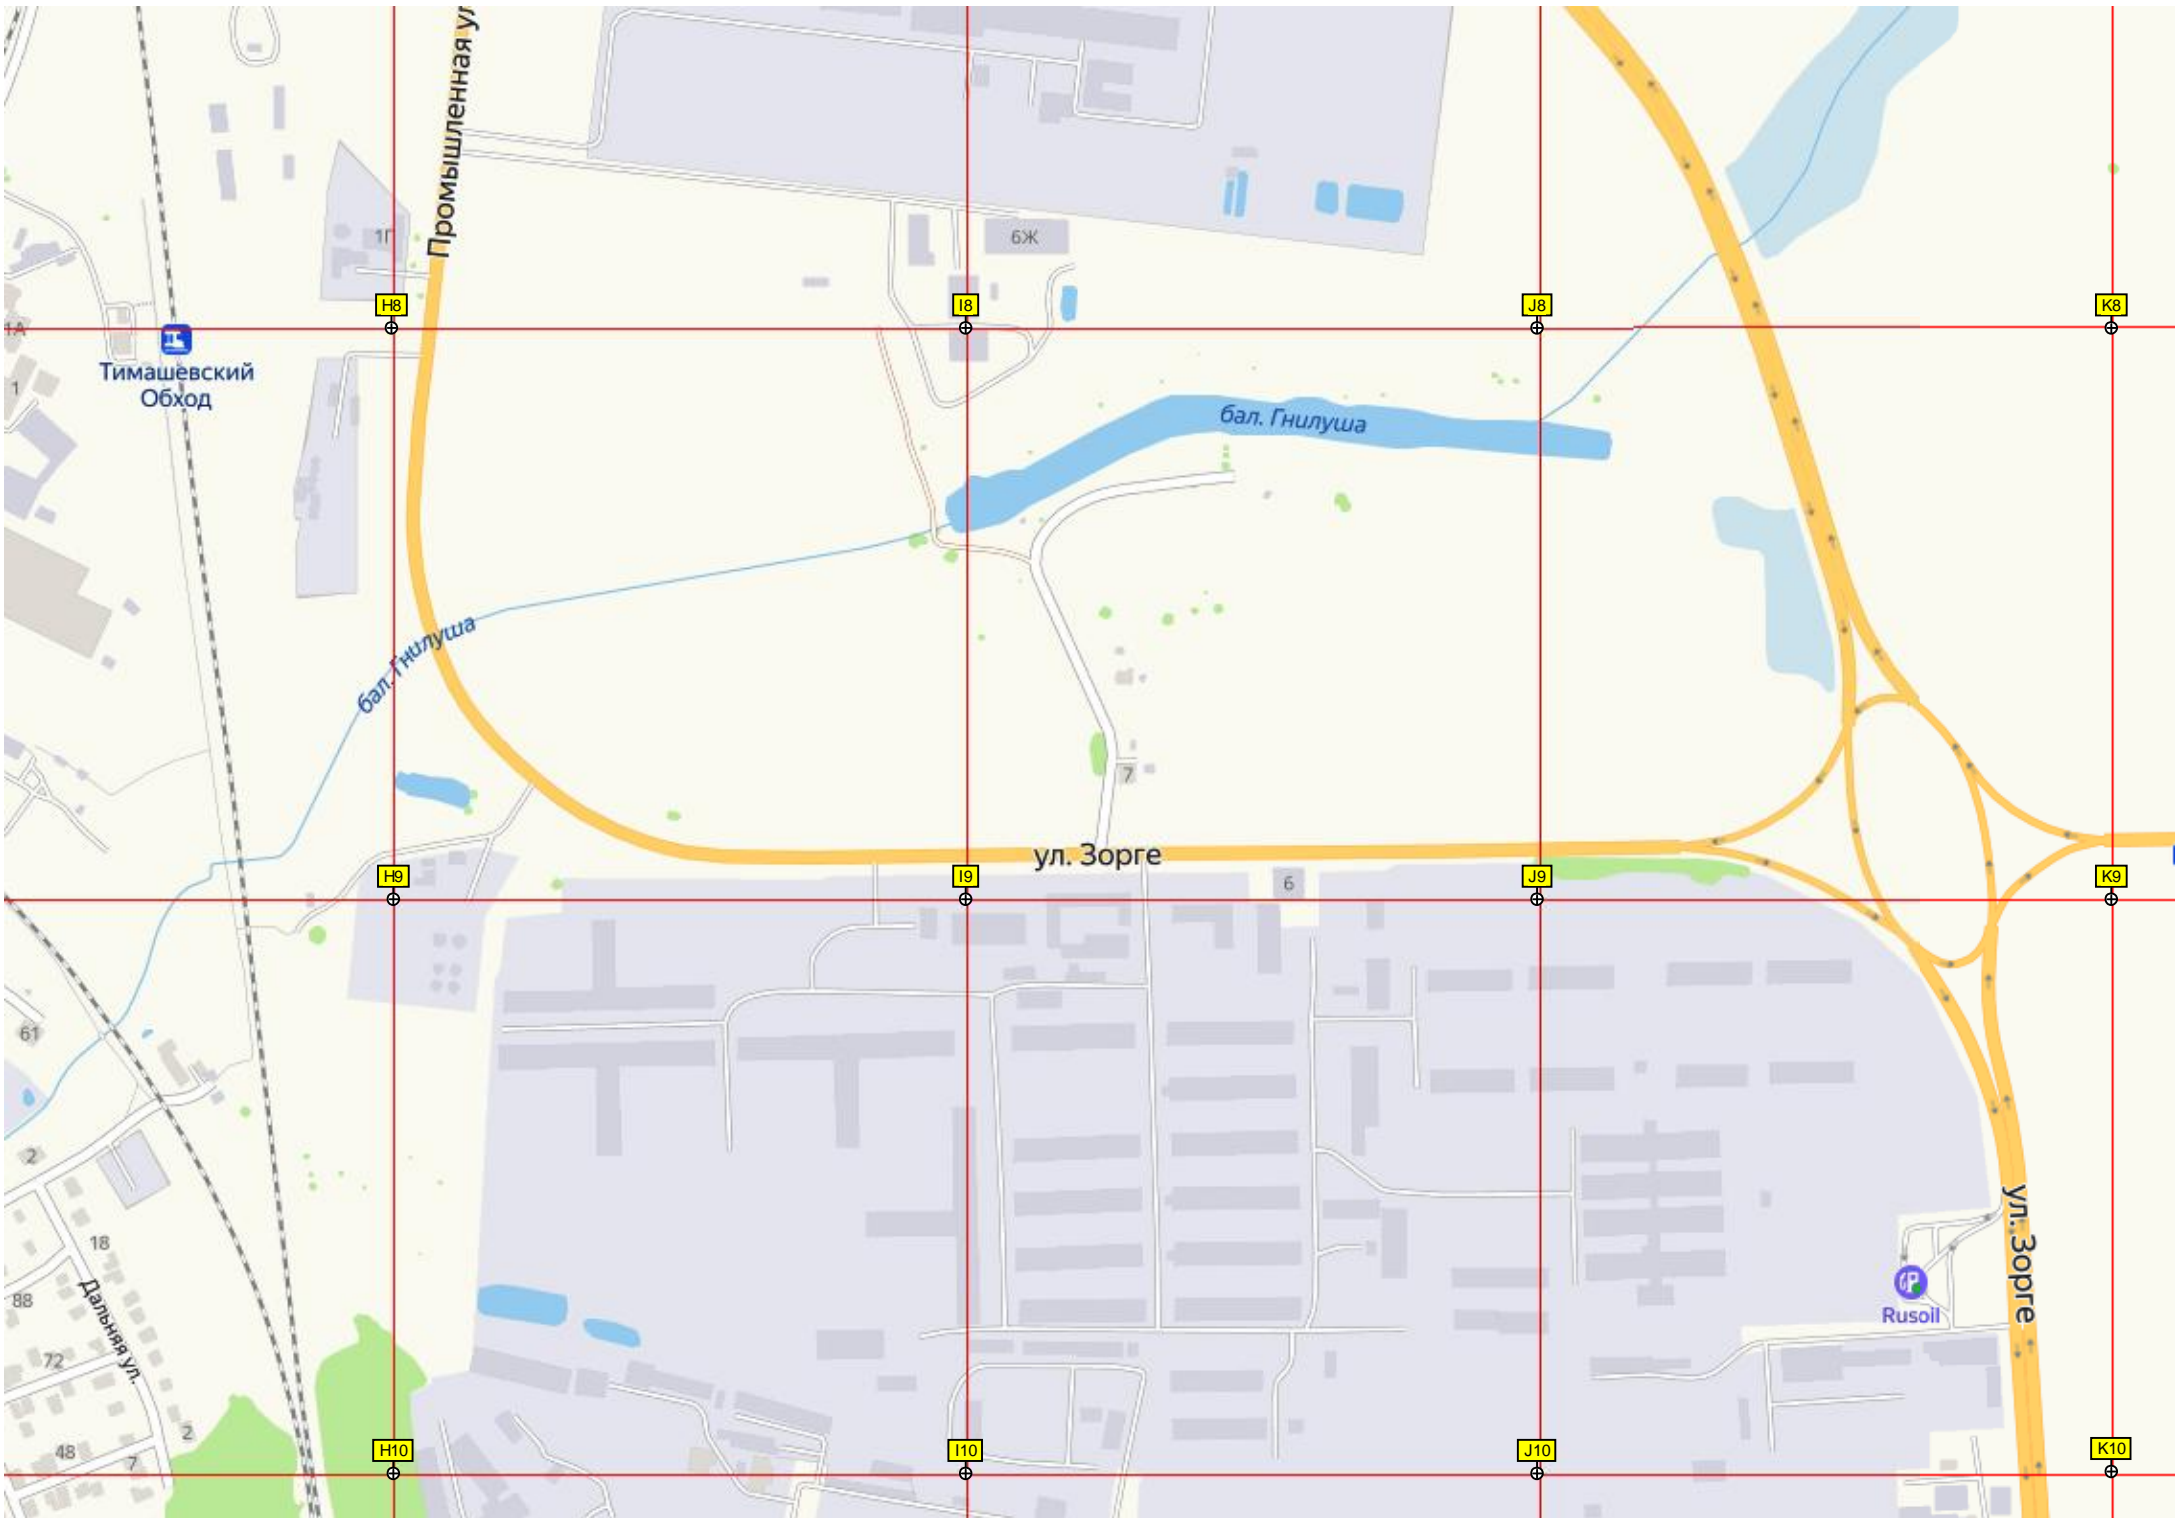 Промышленная ул
1Г
6Ж
H8
I8
J8
K8
1А
Тимашевский
Обход
1
бал. Гнилуша
бал. Гнилуша
7
ул. Зорге
H9
I9
6
J9
K9
61
2
18
Дальняя ул.
88
72
48
7
2
ул. Зорге
Rusoil
H10
I10
J10
K10